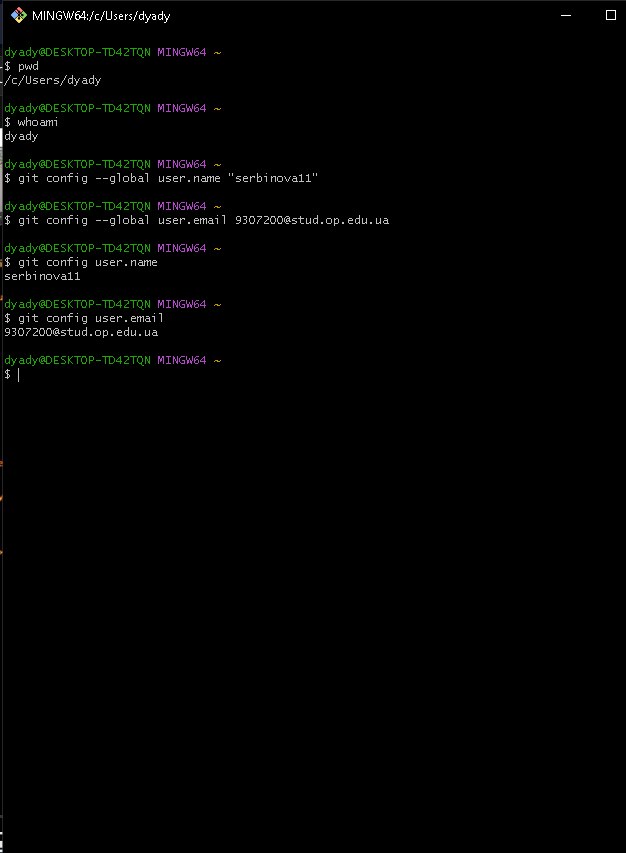 MINGW64:/c/Users/dyady
dyady@DESKTOP-TD42TQN MINGW64 ~
$ pwd
/c/Users/dyady
dyady@DESKTOP-TD42TQN MINGW64 ~
$ whoami
dyady
dyady@DESKTOP-TD42TQN MINGW64 ~
$ git config --global user.name "serbinova11"
dyady@DESKTOP-TD42TQN MINGW64 ~
$ git config --global user.email 9307200@stud.op.edu.ua
dyady@DESKTOP-TD42TQN MINGW64 ~
$ git config user.name
serbinova11
dyady@DESKTOP-TD42TQN MINGW64 ~
$ git config user.email
9307200@stud.op.edu.ua
dyady@DESKTOP-TD42TQN MINGW64 ~
$